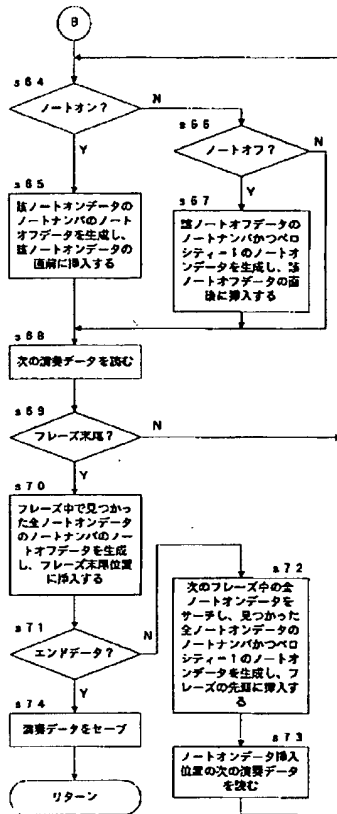 B
s64
ノートオン?
N
Y
s66
ノートオフ?
N
Y
s65
該ノートオンデータの
ノートナンバのノート
オフデータを生成し、
該ノートオンデータの
直前に挿入する
s67
該ノートオフデータの
ノートナンバかつベロ
シティ=1のノートオ
ンデータを生成し、該
ノートオフデータの直
後に挿入する
s68
次の演奏データを読む
s69
フレーズ末尾?
N
Y
s70
フレーズ中で見つかっ
た全ノートオンデータ
のノートナンバのノー
トオフデータを生成
し、フレーズ末尾位置
に挿入する
s71
エンドデータ?
N
Y
s72
次のフレーズ中の全
ノートオンデータを
サーチし、見つかった
全ノートデータの
ノートナンバかつベロ
シティ=1のノートオ
ンデータを生成し、フ
レーズの先頭に挿入す
る
s73
ノートオンデータ挿入
位置の次の演奏データ
を読む
s74
演奏データをセーブ
リターン